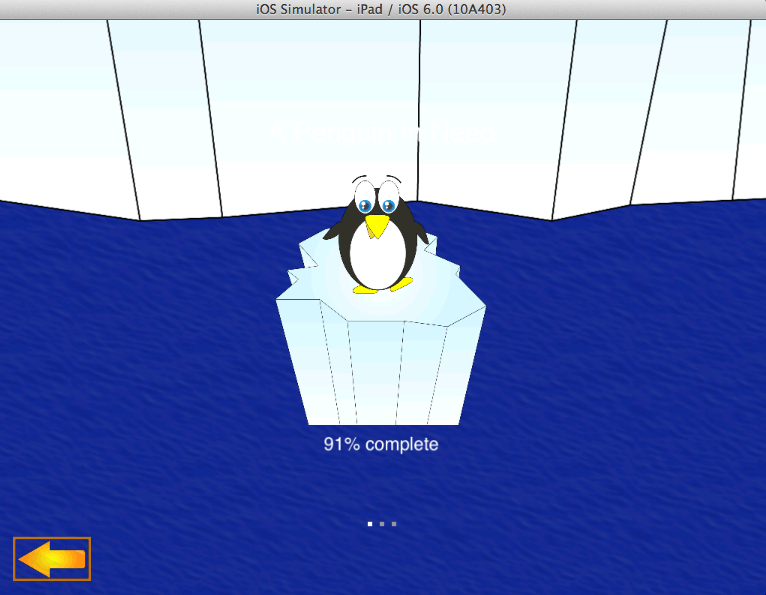 iOS Simulator – iPad / iOS 6.0 (10A403)
91% complete